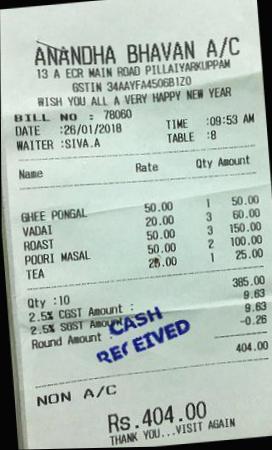 ANANDHA BHAVAN A/C
13 A ECR MAIN ROAD PILLAIYARKUPPAM
GSTIN 34AAYFA4506B1Z0
WISH YOU ALL A VERY HAPPY NEW YEAR
BILL NO : 78060
DATE :26/01/2018 TIME :09:53 AM
WAITER :SIVA.A TABLE :8
Name Rate Qty Amount
GHEE PONGAL 50.00 1 50.00
VADAI 20.00 3 60.00
ROAST 50.00 3 150.00
POORI MASAL 50.00 2 100.00
TEA 25.00 1 25.00
Qty :10 385.00
2.5% CGST Amount : 9.63
2.5% SGST Amount : 9.63
Round Amount : -0.26
CASH
RECEIVED
404.00
NON A/C
Rs.404.00
THANK YOU...VISIT AGAIN